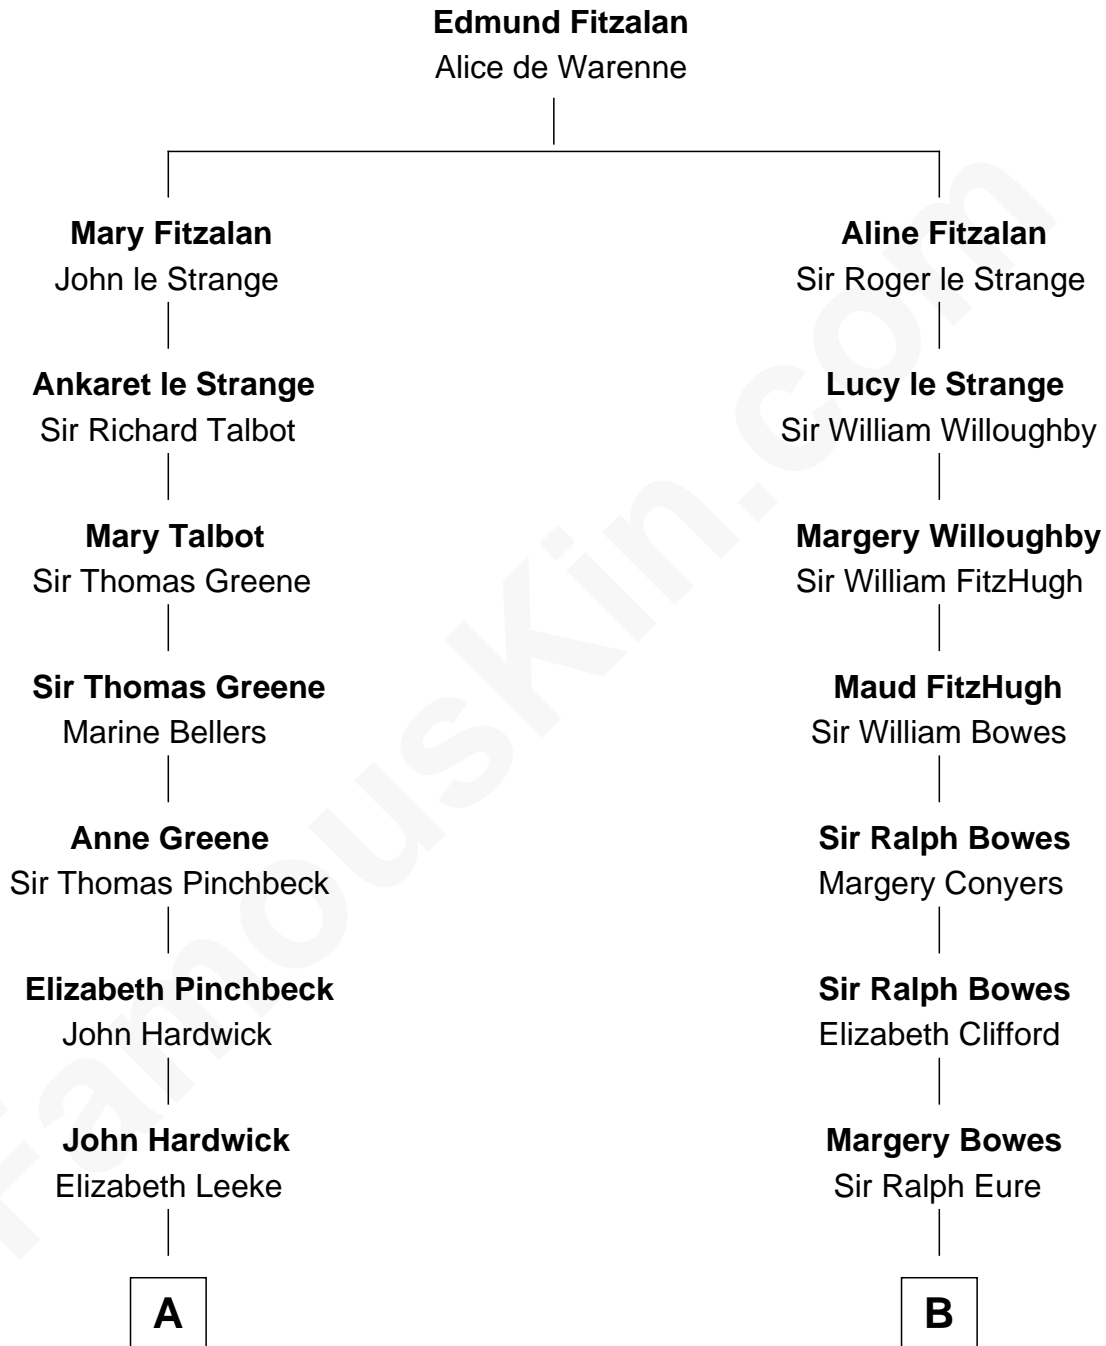 Edmund Fitzalan
Alice de Warenne
Mary Fitzalan
John le Strange
Aline Fitzalan
Sir Roger le Strange
Ankaret le Strange
Sir Richard Talbot
Lucy le Strange
Sir William Willoughby
Mary Talbot
Sir Thomas Greene
Margery Willoughby
Sir William FitzHugh
Sir Thomas Greene
Marine Bellers
Maud FitzHugh
Sir William Bowes
Anne Greene
Sir Thomas Pinchbeck
Sir Ralph Bowes
Margery Conyers
Elizabeth Pinchbeck
John Hardwick
Sir Ralph Bowes
Elizabeth Clifford
John Hardwick
Elizabeth Leeke
Margery Bowes
Sir Ralph Eure
A
B
FamousKin.com